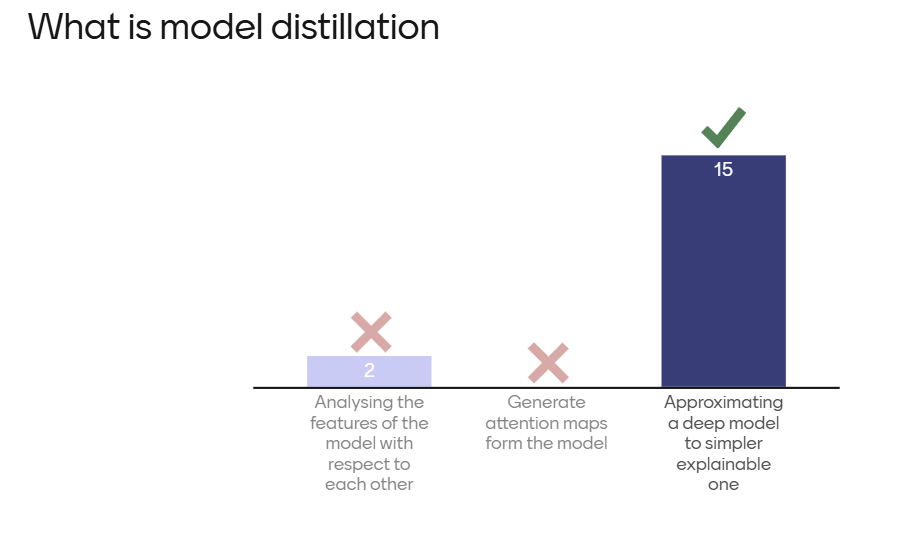 What is model distillation
15
2
Analysing the
features of the
model with
respect to
each other
Generate
attention maps
form the model
Approximating
a deep model
to simpler
explainable
one